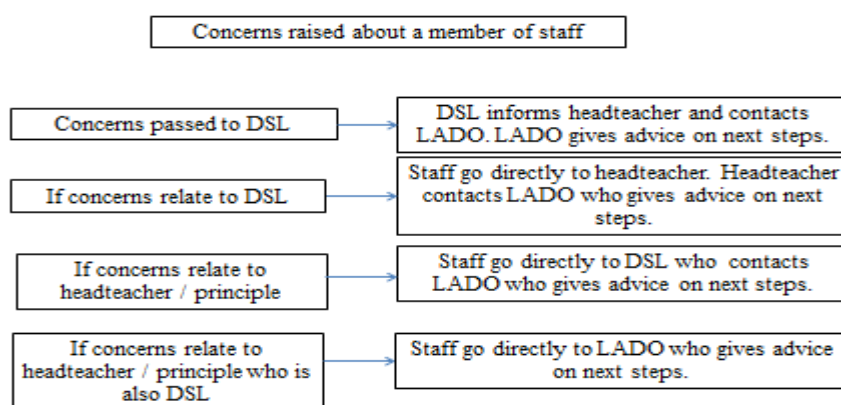 Concerns raised about a member of staff
Concerns passed to DSL
DSL informs headteacher and contacts
LADO. LADO gives advice on next steps.
If concerns relate to DSL
Staff go directly to headteacher. Headteacher
contacts LADO who gives advice on next
steps.
If concerns relate to
headteacher / principle
Staff go directly to DSL who contacts
LADO who gives advice on next steps.
If concerns relate to
headteacher / principle who is
also DSL
Staff go directly to LADO who gives advice
on next steps.